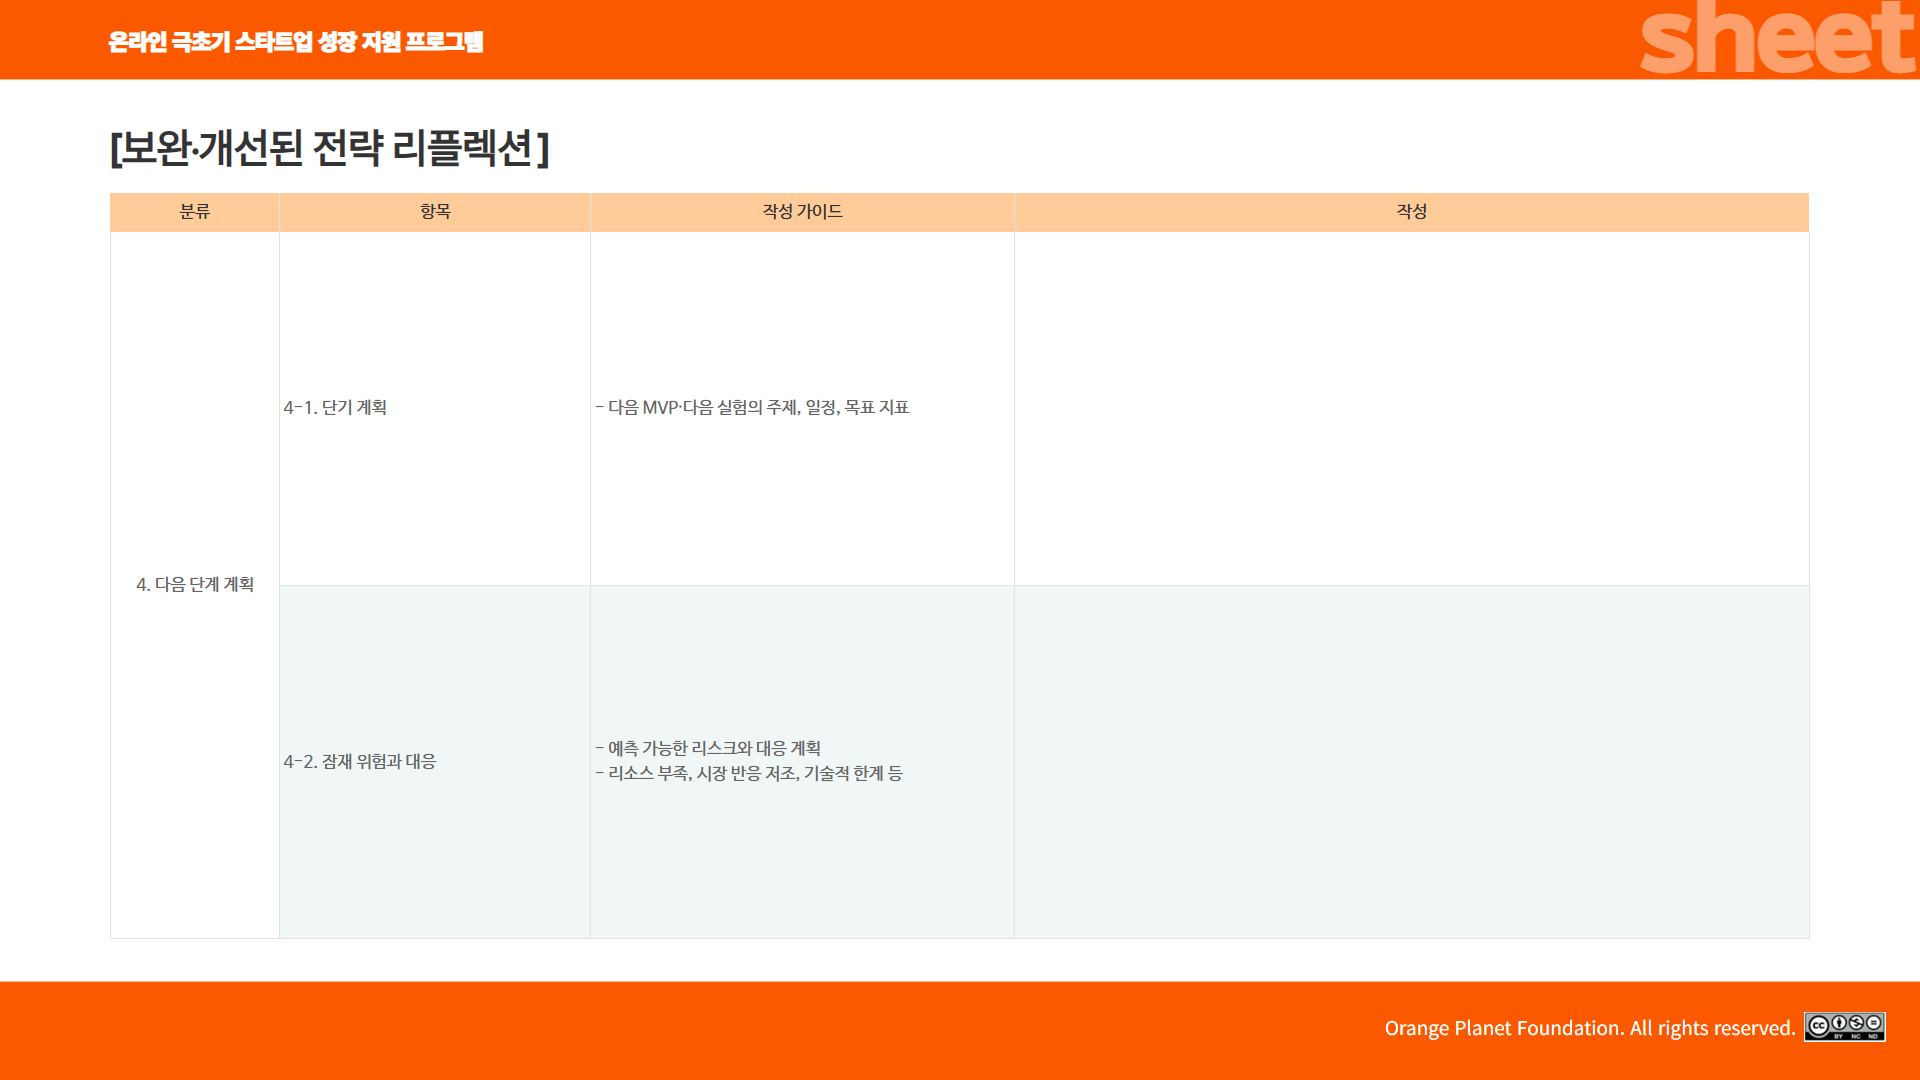 온라인 극초기 스타트업 성장 지원 프로그램
sheet
[보완·개선된 전략 리플렉션]
분류 항목 작성 가이드 작성
4. 다음 단계 계획
4-1. 단기 계획
- 다음 MVP·다음 실험의 주제, 일정, 목표 지표
4-2. 잠재 위험과 대응
- 예측 가능한 리스크와 대응 계획
- 리소스 부족, 시장 반응 저조, 기술적 한계 등
Orange Planet Foundation. All rights reserved.
cc BY NC ND